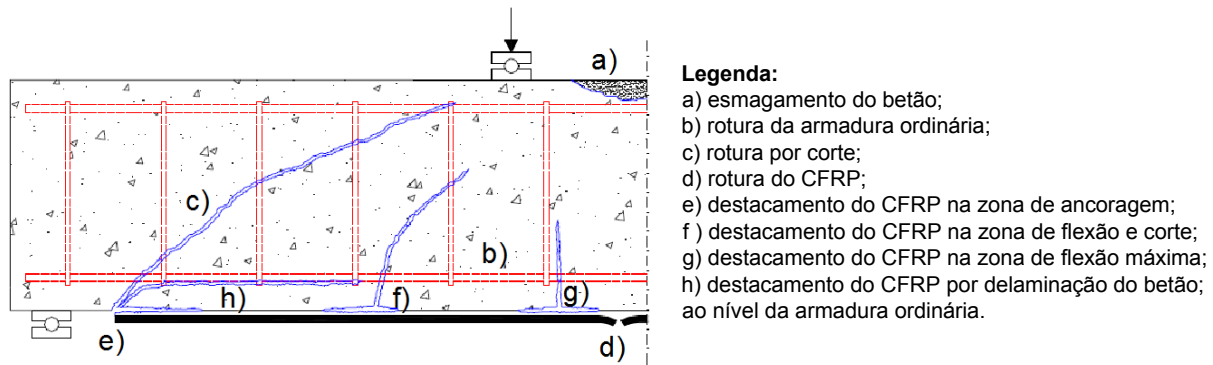 a)
c)
b)
h)
f)
g)
e)
d)
Legenda:
a) esmagamento do betão;
b) rotura da armadura ordinária;
c) rotura por corte;
d) rotura do CFRP;
e) destacamento do CFRP na zona de ancoragem;
f ) destacamento do CFRP na zona de flexão e corte;
g) destacamento do CFRP na zona de flexão máxima;
h) destacamento do CFRP por delaminação do betão;
ao nível da armadura ordinária.